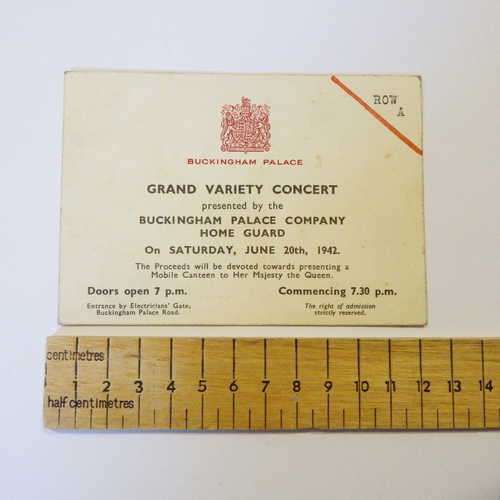 ROW
A
BUCKINGHAM PALACE
GRAND VARIETY CONCERT
presented by the
BUCKINGHAM PALACE COMPANY
HOME GUARD
On SATURDAY, JUNE 20th, 1942.
The Proceeds will be devoted towards presenting a
Mobile Canteen to Her Majesty the Queen.
Doors open 7 p.m. Commencing 7.30 p.m.
Entrance by Electricians' Gate, The right of admission
Buckingham Palace Road. strictly reserved.
centimetres
1 2 3 4 5 6 7 8 9 10 11 12 13 14
half centimetres